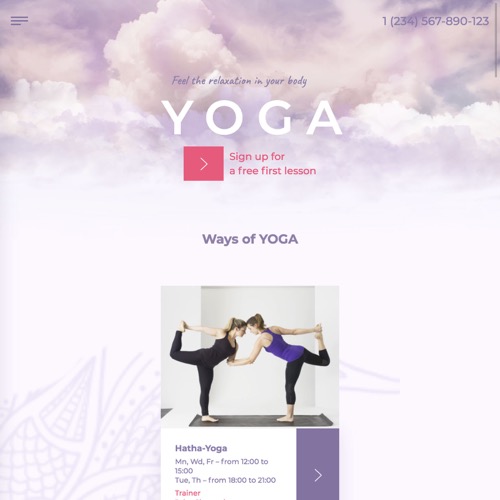 1 (234) 567-890-123
Feel the relaxation in your body
YOGA
Sign up for
a free first lesson
Ways of YOGA
Hatha-Yoga
Mn, Wd, Fr – from 12:00 to
15:00
Tue, Th – from 18:00 to 21:00
Trainer